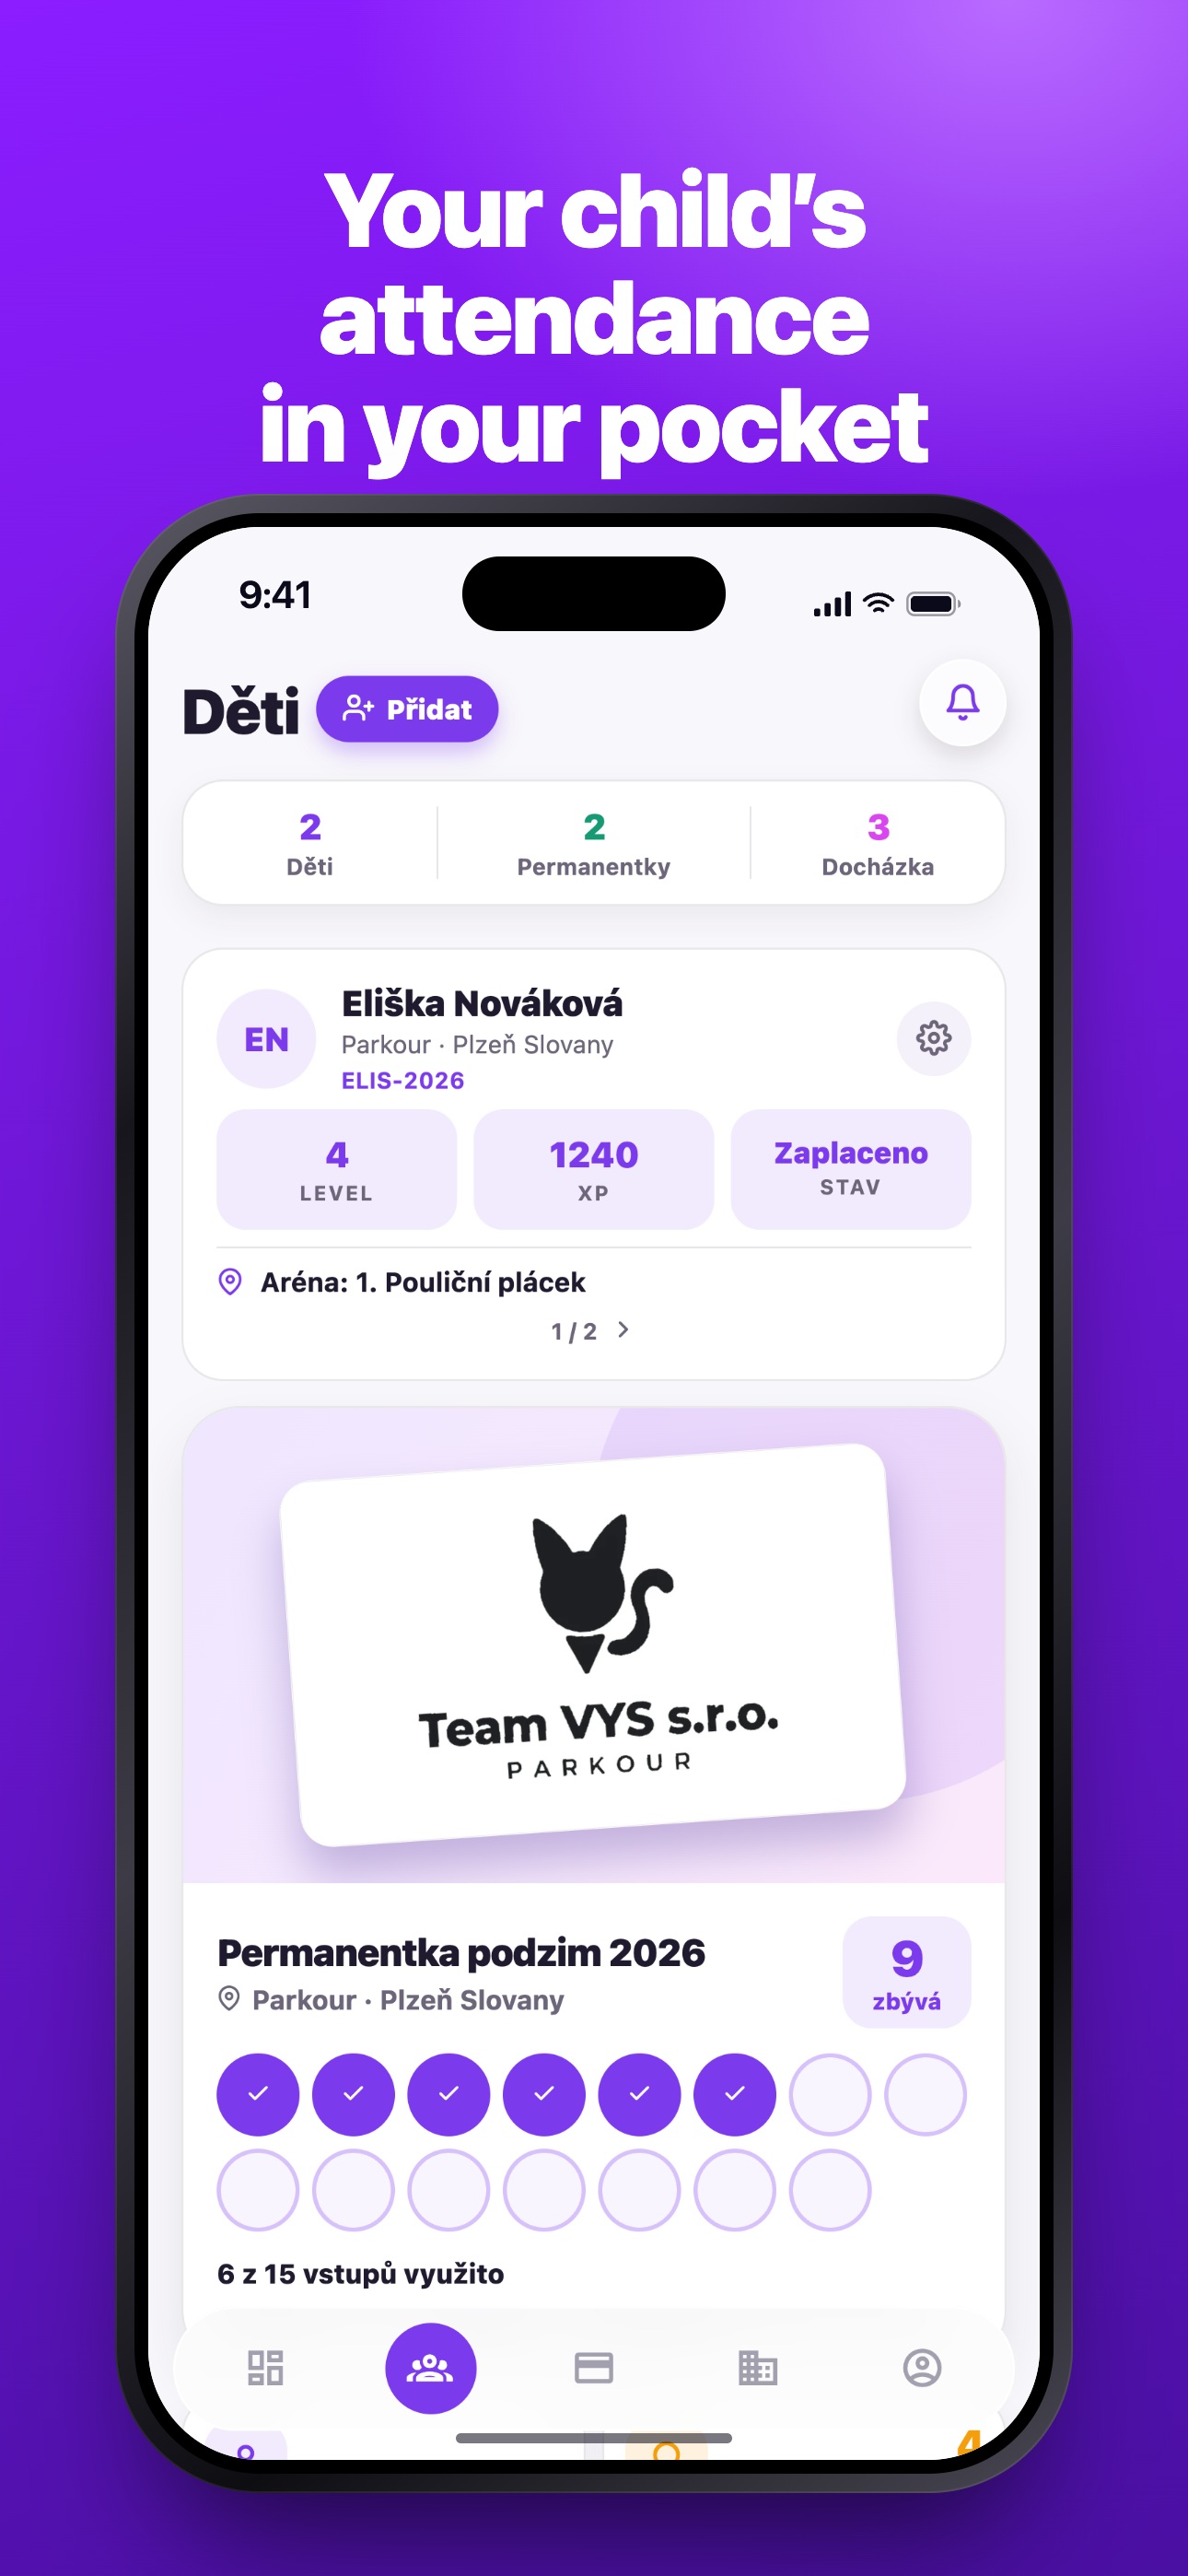 Your child’s
attendance
in your pocket
9:41
Děti
Přidat
2
Děti
2
Permanentky
3
Docházka
EN
Eliška Nováková
Parkour · Plzeň Slovany
ELIS-2026
4
LEVEL
1240
XP
Zaplaceno
STAV
Aréna: 1. Pouliční plácek
1 / 2
Team VYS s.r.o.
PARKOUR
Permanentka podzim 2026
Parkour · Plzeň Slovany
9
zbývá
6 z 15 vstupů využito
4